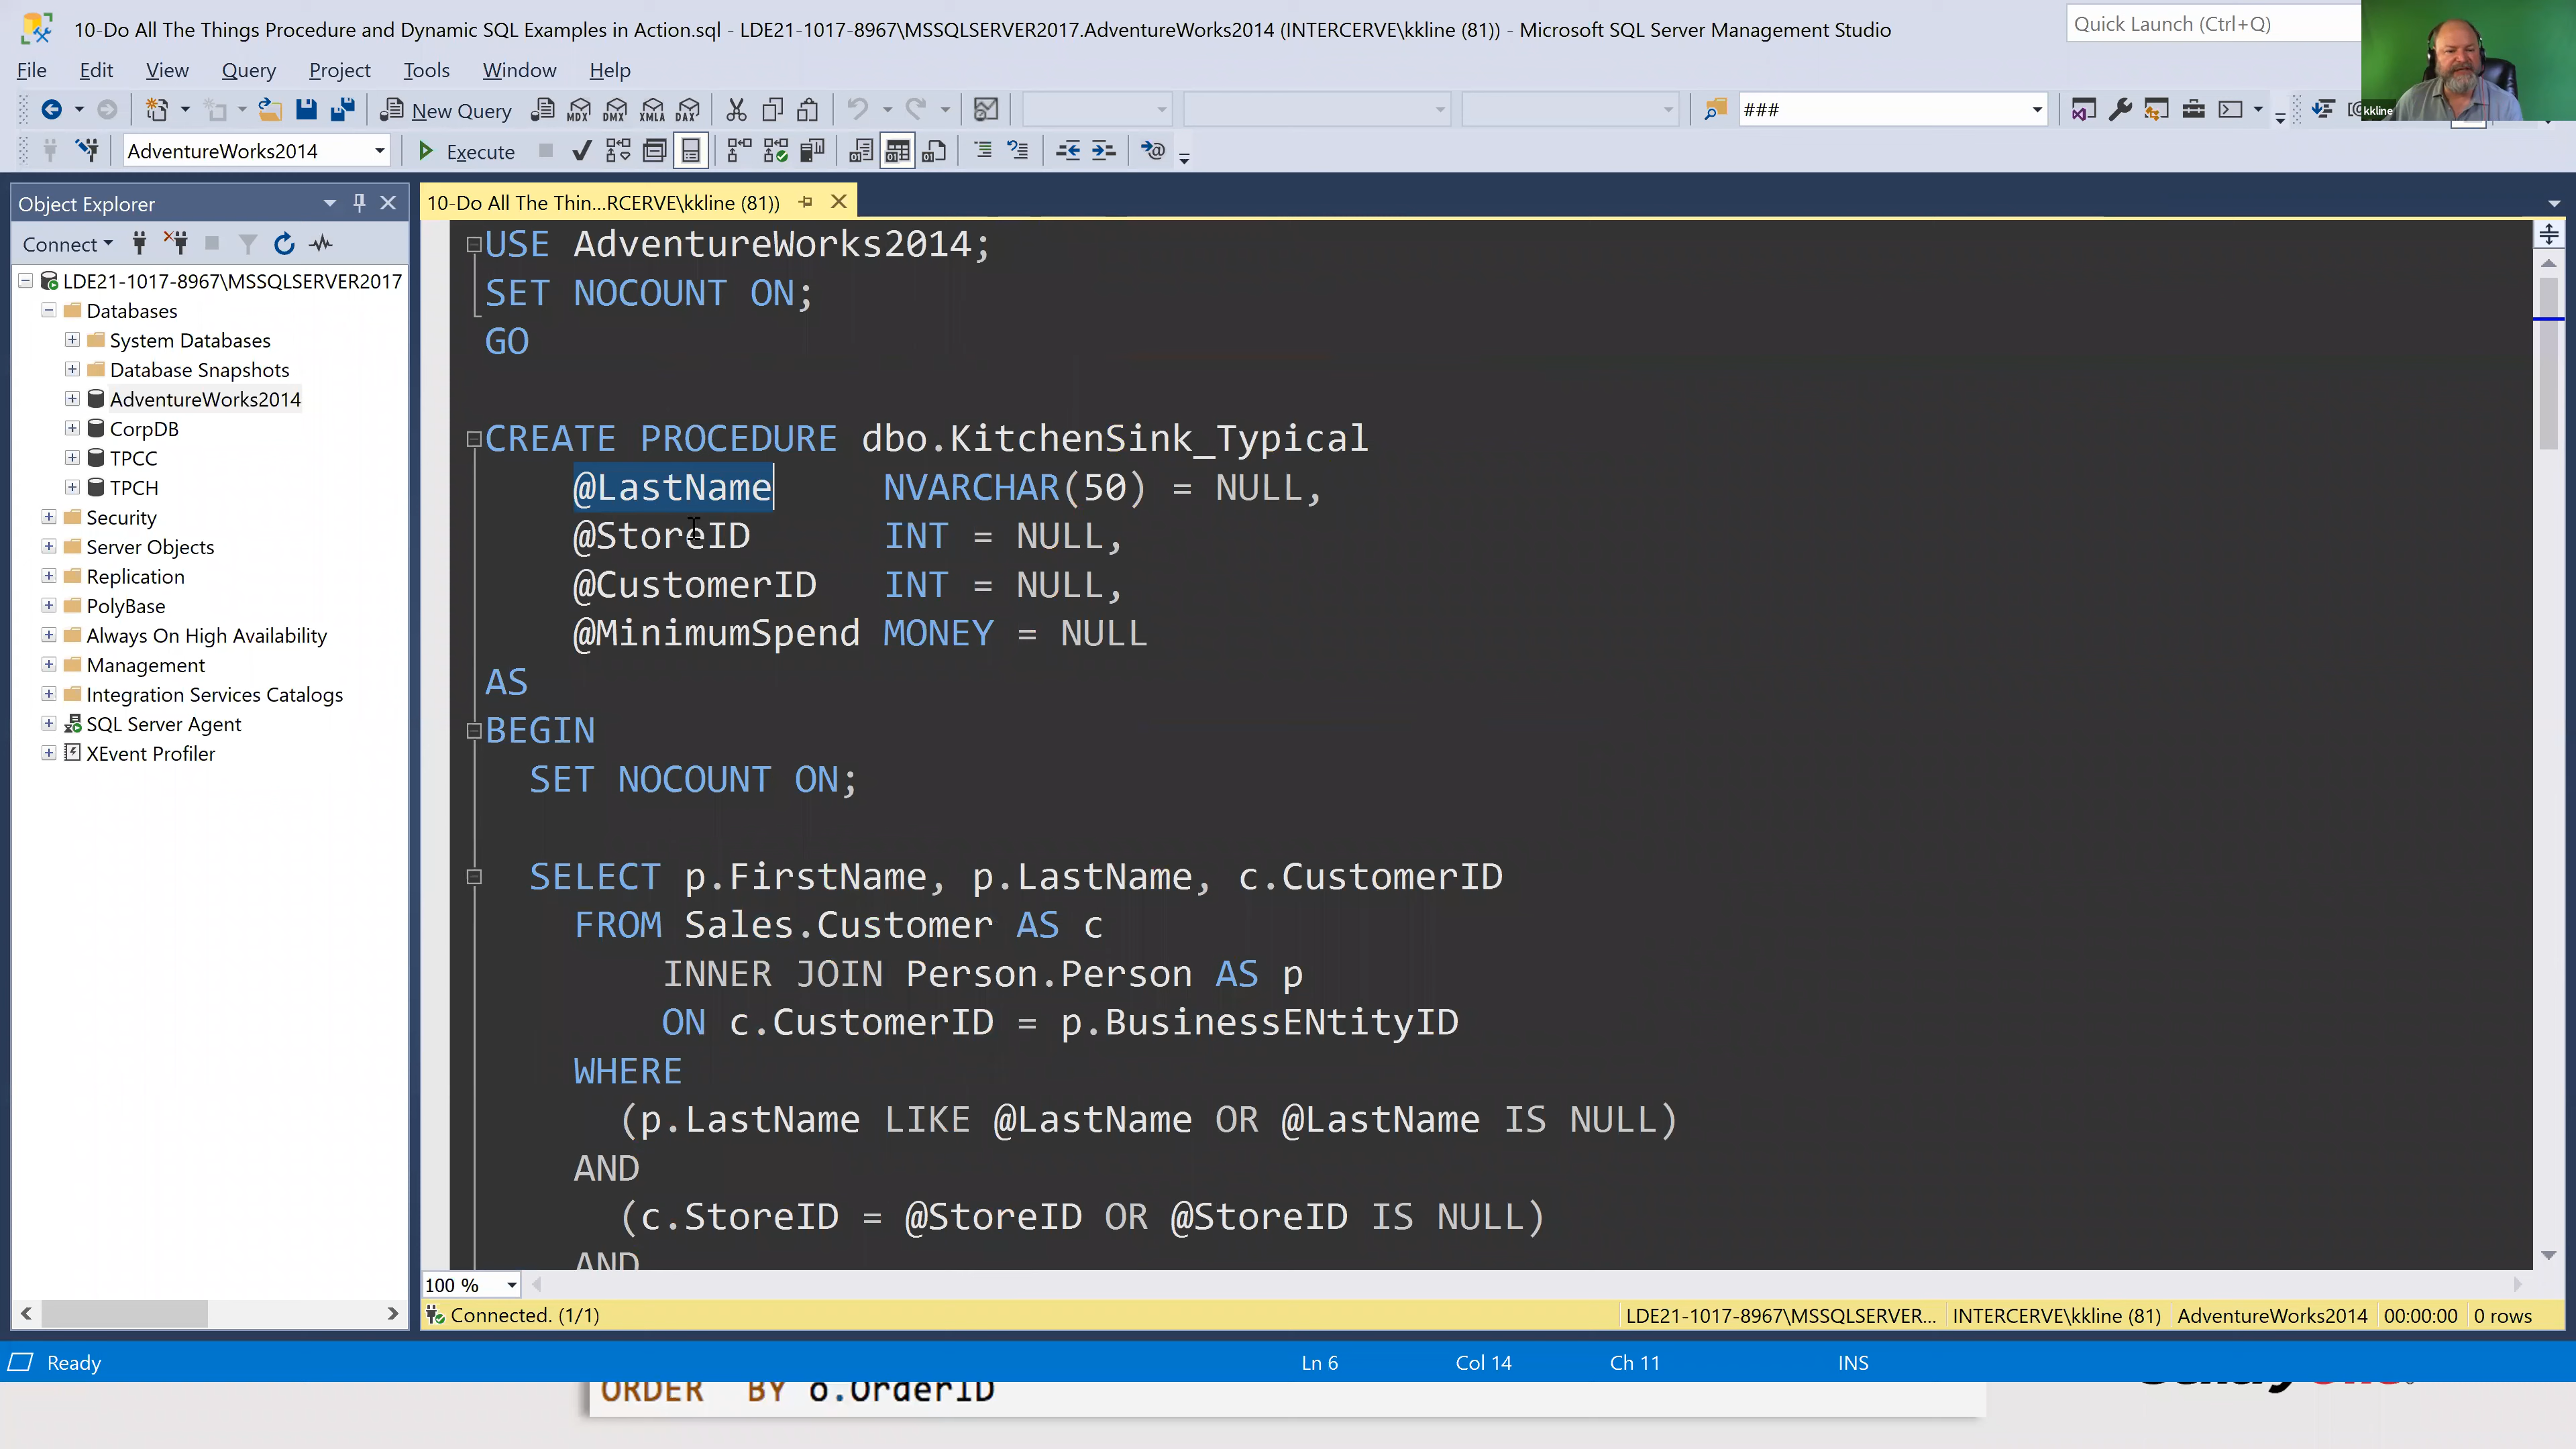 10-Do All The Things Procedure and Dynamic SQL Examples in Action.sql - LDE21-1017-8967\MSSQLSERVER2017.AdventureWorks2014 (INTERCERVE\kkline (81)) - Microsoft SQL Server Management Studio
Quick Launch (Ctrl+Q)
File Edit View Query Project Tools Window Help
kkline
New Query
MDX DMX XMLA DAX
###
AdventureWorks2014
Execute
Object Explorer
10-Do All The Thin...RCERVE\kkline (81))
Connect
LDE21-1017-8967\MSSQLSERVER2017
Databases
System Databases
Database Snapshots
AdventureWorks2014
CorpDB
TPCC
TPCH
Security
Server Objects
Replication
PolyBase
Always On High Availability
Management
Integration Services Catalogs
SQL Server Agent
XEvent Profiler
USE AdventureWorks2014;
SET NOCOUNT ON;
GO
CREATE PROCEDURE dbo.KitchenSink_Typical
@LastName NVARCHAR(50) = NULL,
@StoreID INT = NULL,
@CustomerID INT = NULL,
@MinimumSpend MONEY = NULL
AS
BEGIN
SET NOCOUNT ON;
SELECT p.FirstName, p.LastName, c.CustomerID
FROM Sales.Customer AS c
INNER JOIN Person.Person AS p
ON c.CustomerID = p.BusinessENtityID
WHERE
(p.LastName LIKE @LastName OR @LastName IS NULL)
AND
(c.StoreID = @StoreID OR @StoreID IS NULL)
AND
100 %
Connected. (1/1)
LDE21-1017-8967\MSSQLSERVER... INTERCERVE\kkline (81) AdventureWorks2014 00:00:00 0 rows
Ready
Ln 6 Col 14 Ch 11 INS
ORDER BY o.OrderID